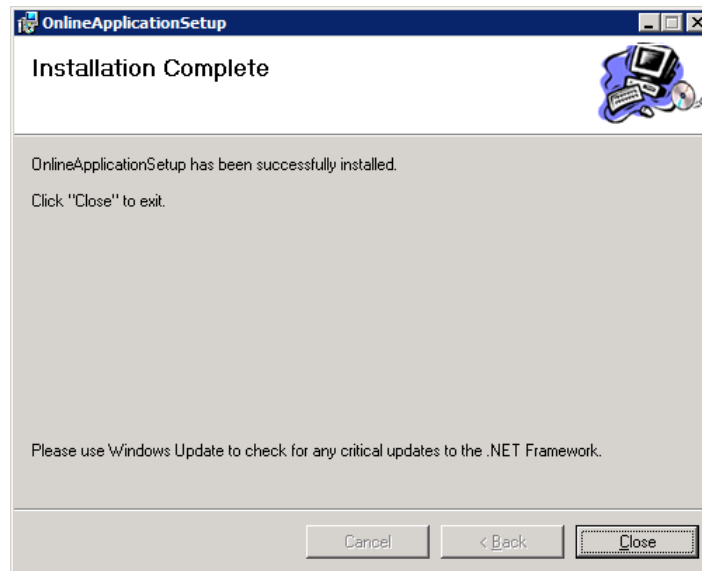 OnlineApplicationSetup
Installation Complete
OnlineApplicationSetup has been successfully installed.
Click "Close" to exit.
Please use Windows Update to check for any critical updates to the .NET Framework.
Cancel
< Back
Close